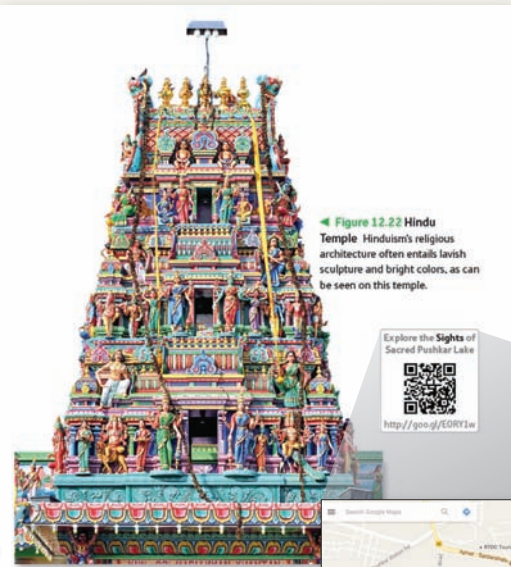 ◄ Figure 12.22 Hindu
Temple Hinduism's religious
architecture often entails lavish
sculpture and bright colors, as can
be seen on this temple.
Explore the Sights of
Sacred Pushkar Lake
http://goo.gl/EORY1w
Search Google Maps